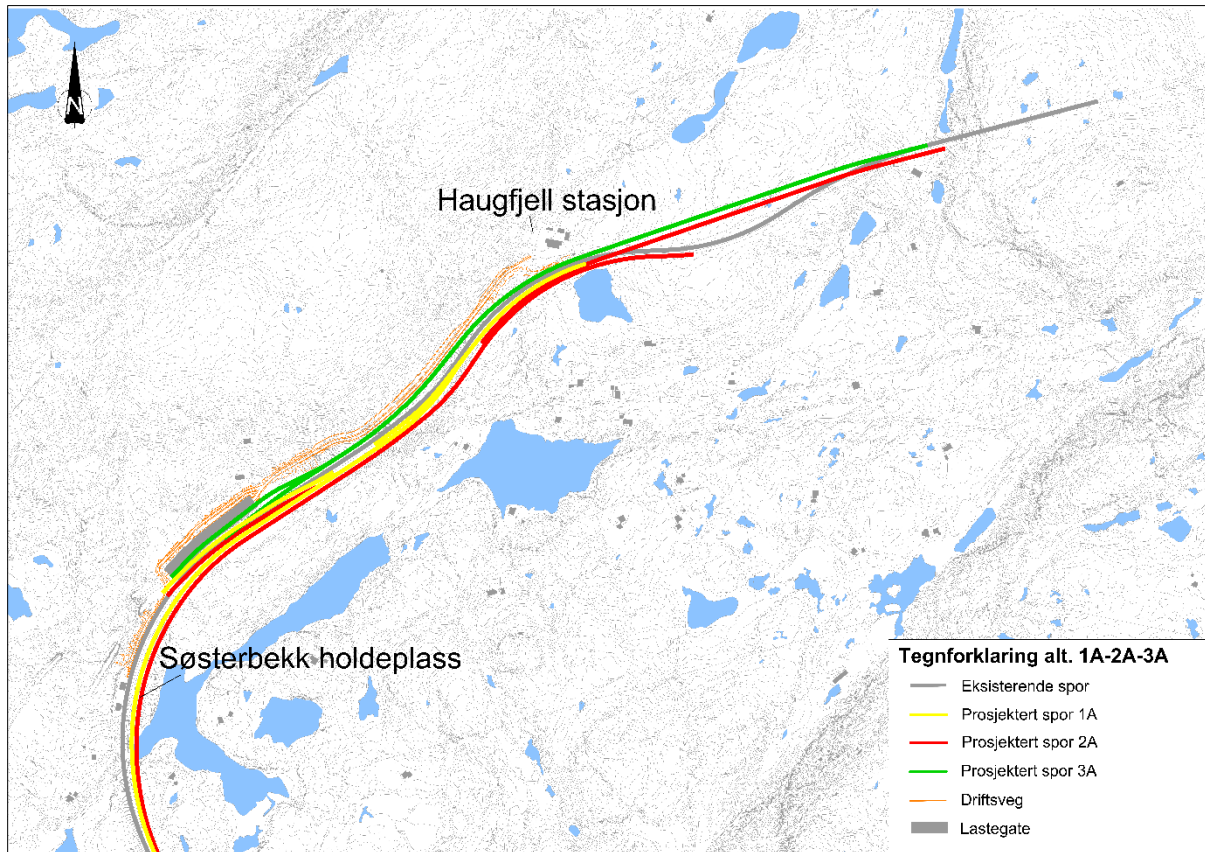 N
Haugfjell stasjon
Søsterbekk holdeplass
Tegnforklaring alt. 1A-2A-3A
Eksisterende spor
Prosjektert spor 1A
Prosjektert spor 2A
Prosjektert spor 3A
Driftsveg
Lastegate